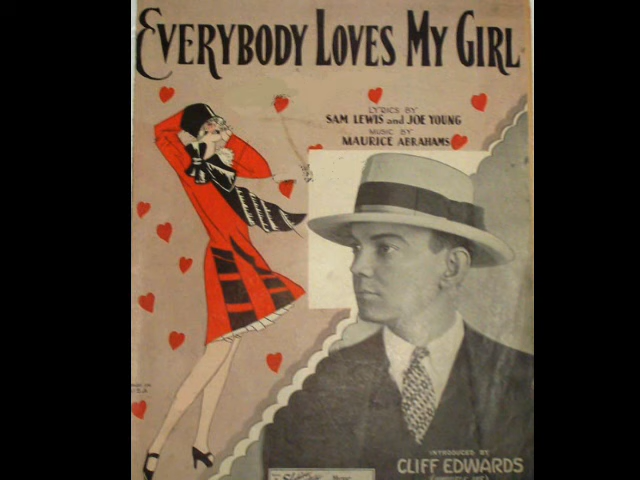 EVERYBODY LOVES MY GIRL
LYRICS BY
SAM LEWIS and JOE YOUNG
MUSIC BY
MAURICE ABRAHAMS
U.S.A
INTRODUCED BY
CLIFF EDWARDS